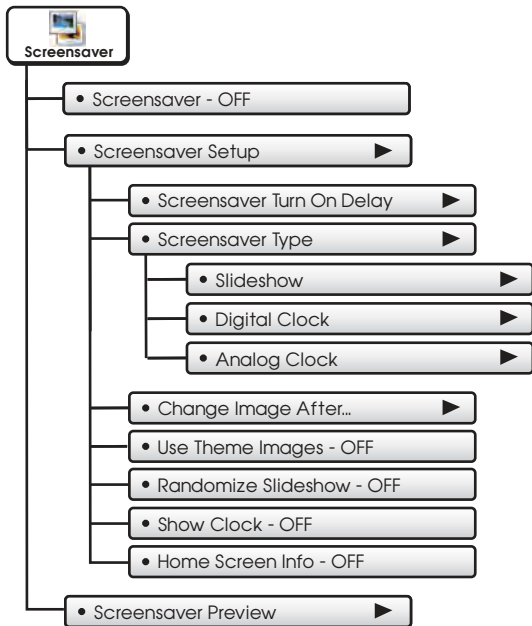 Screensaver
• Screensaver - OFF
• Screensaver Setup
• Screensaver Turn On Delay
• Screensaver Type
• Slideshow
• Digital Clock
• Analog Clock
• Change Image After...
• Use Theme Images - OFF
• Randomize Slideshow - OFF
• Show Clock - OFF
• Home Screen Info - OFF
• Screensaver Preview